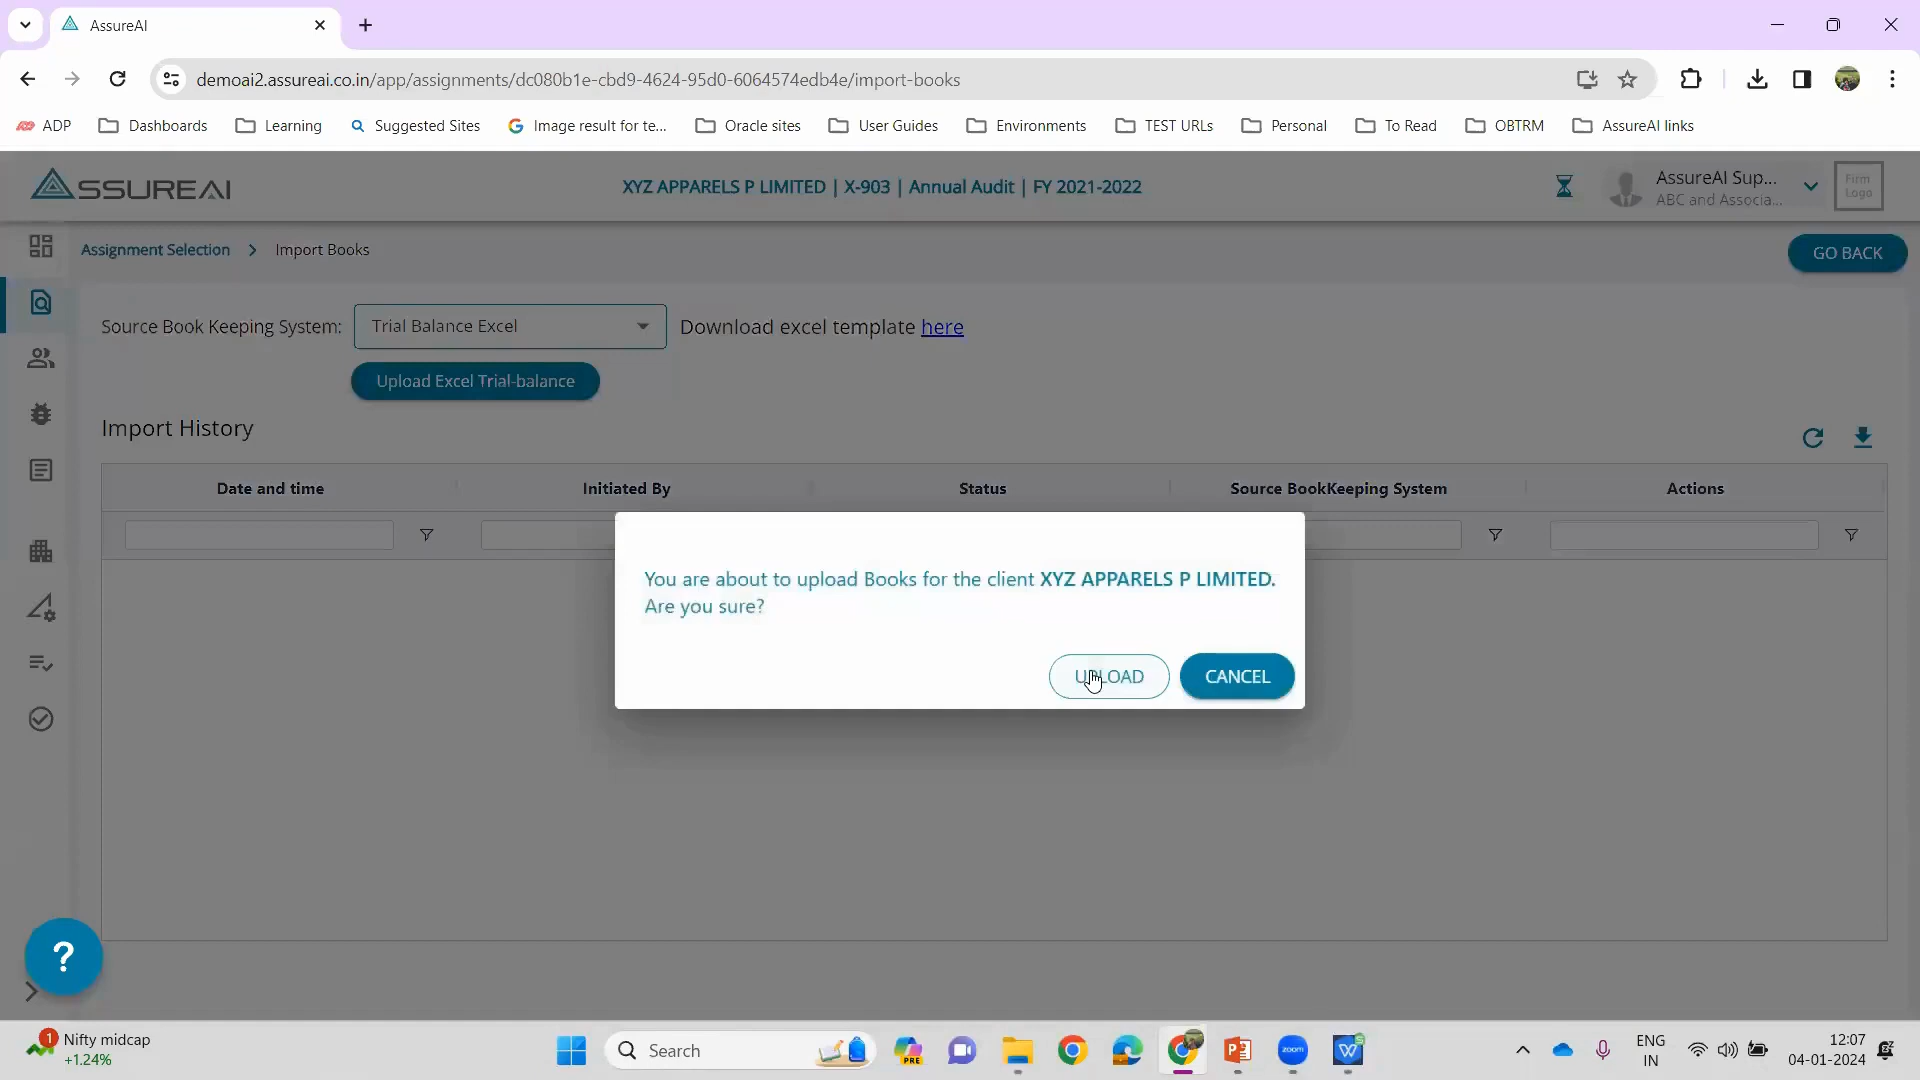 AssureAI
demoai2.assureai.co.in/app/assignments/dc080b1e-cbd9-4624-95d0-6064574edb4e/import-books
ADP Dashboards Learning Suggested Sites Image result for te... Oracle sites User Guides Environments TEST URLs Personal To Read OBTRM AssureAI links
SSUREAI
XYZ APPARELS P LIMITED | X-903 | Annual Audit | FY 2021-2022
AssureAI Sup...
ABC and Associa...
Firm
Logo
Assignment Selection > Import Books
GO BACK
Source Book Keeping System: Trial Balance Excel Download excel template here
Upload Excel Trial-balance
Import History
Date and time Initiated By Status Source BookKeeping System Actions
You are about to upload Books for the client XYZ APPARELS P LIMITED.
Are you sure?
UPLOAD CANCEL
?
1
Nifty midcap
+1.24%
Search
PRE
zoom
ENG
IN
12:07
04-01-2024